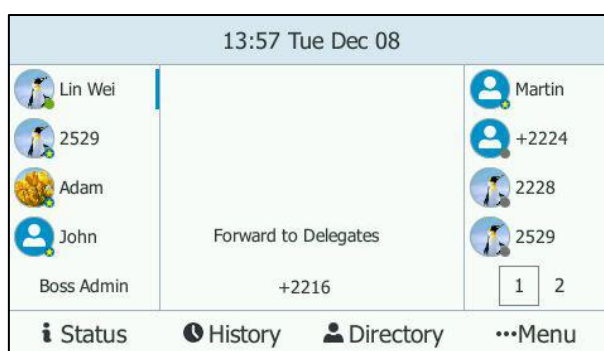 13:57 Tue Dec 08
Lin Wei
2529
Adam
John
Boss Admin
Forward to Delegates
+2216
Martin
+2224
2228
2529
1 2
Status History Directory Menu